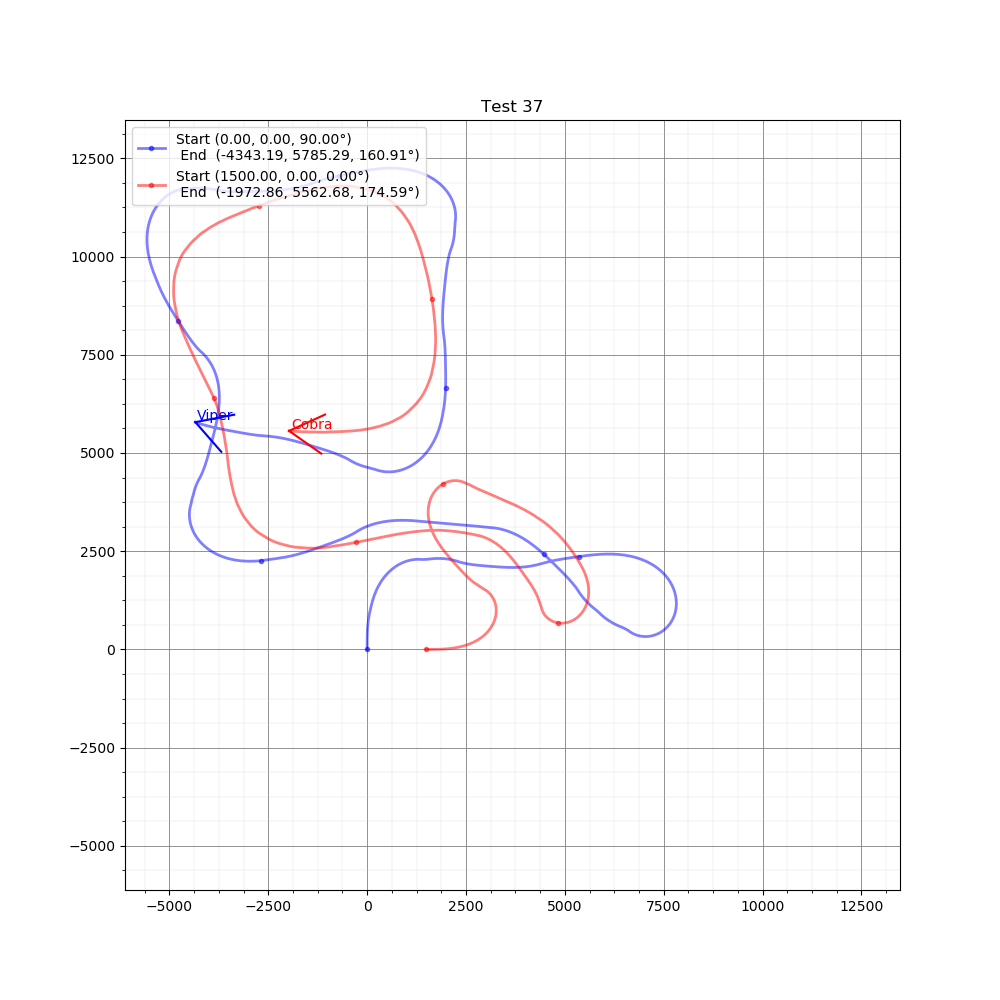 Test 37
Start (0.00, 0.00, 90.00°)
End (-4343.19, 5785.29, 160.91°)
Start (1500.00, 0.00, 0.00°)
End (-1972.86, 5562.68, 174.59°)
12500
10000
7500
5000
2500
0
−2500
−5000
Viper
Cobra
−5000 −2500 0 2500 5000 7500 10000 12500